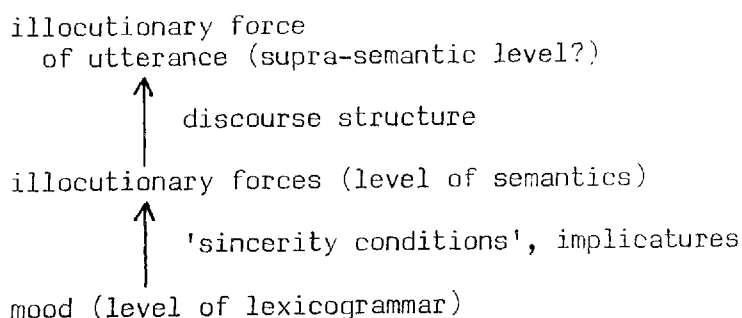 illocutionary force
of utterance (supra-semantic level?)
discourse structure
illocutionary forces (level of semantics)
'sincerity conditions', implicatures
mood (level of lexicogrammar)